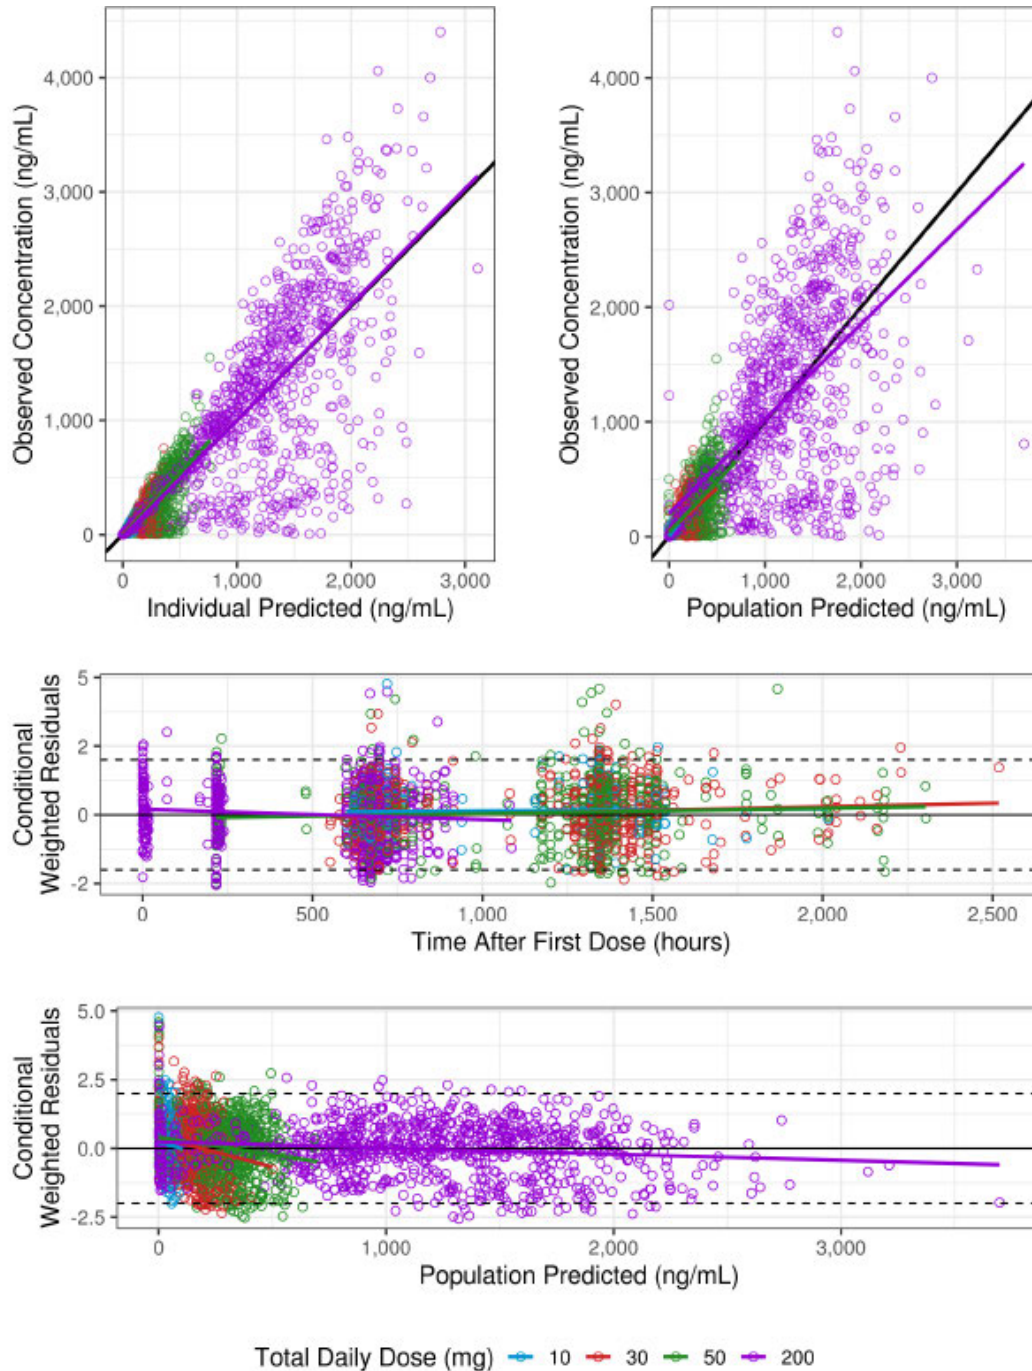 4,000
3,000
2,000
1,000
0
Observed Concentration (ng/mL)
0 1,000 2,000 3,000
Individual Predicted (ng/mL)
4,000
3,000
2,000
1,000
0
Observed Concentration (ng/mL)
0 1,000 2,000 3,000
Population Predicted (ng/mL)
Conditional
Weighted Residuals
5
2
0
-2
0 500 1,000 1,500 2,000 2,500
Time After First Dose (hours)
Conditional
Weighted Residuals
5.0
2.5
0.0
-2.5
0 1,000 2,000 3,000
Population Predicted (ng/mL)
Total Daily Dose (mg) 10 30 50 200